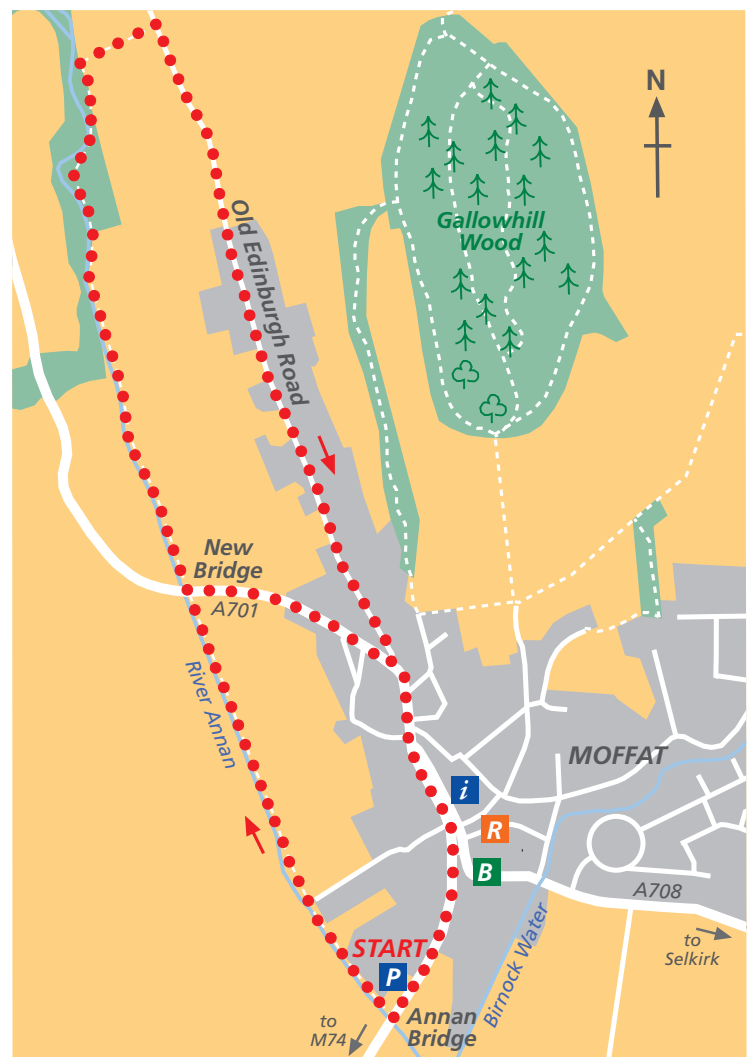 N
Gallowhill
Wood
Old Edinburgh Road
New
Bridge
A701
River Annan
MOFFAT
i
R
B
A708
to
Selkirk
START
P
Birnock Water
Annan
Bridge
to
M74